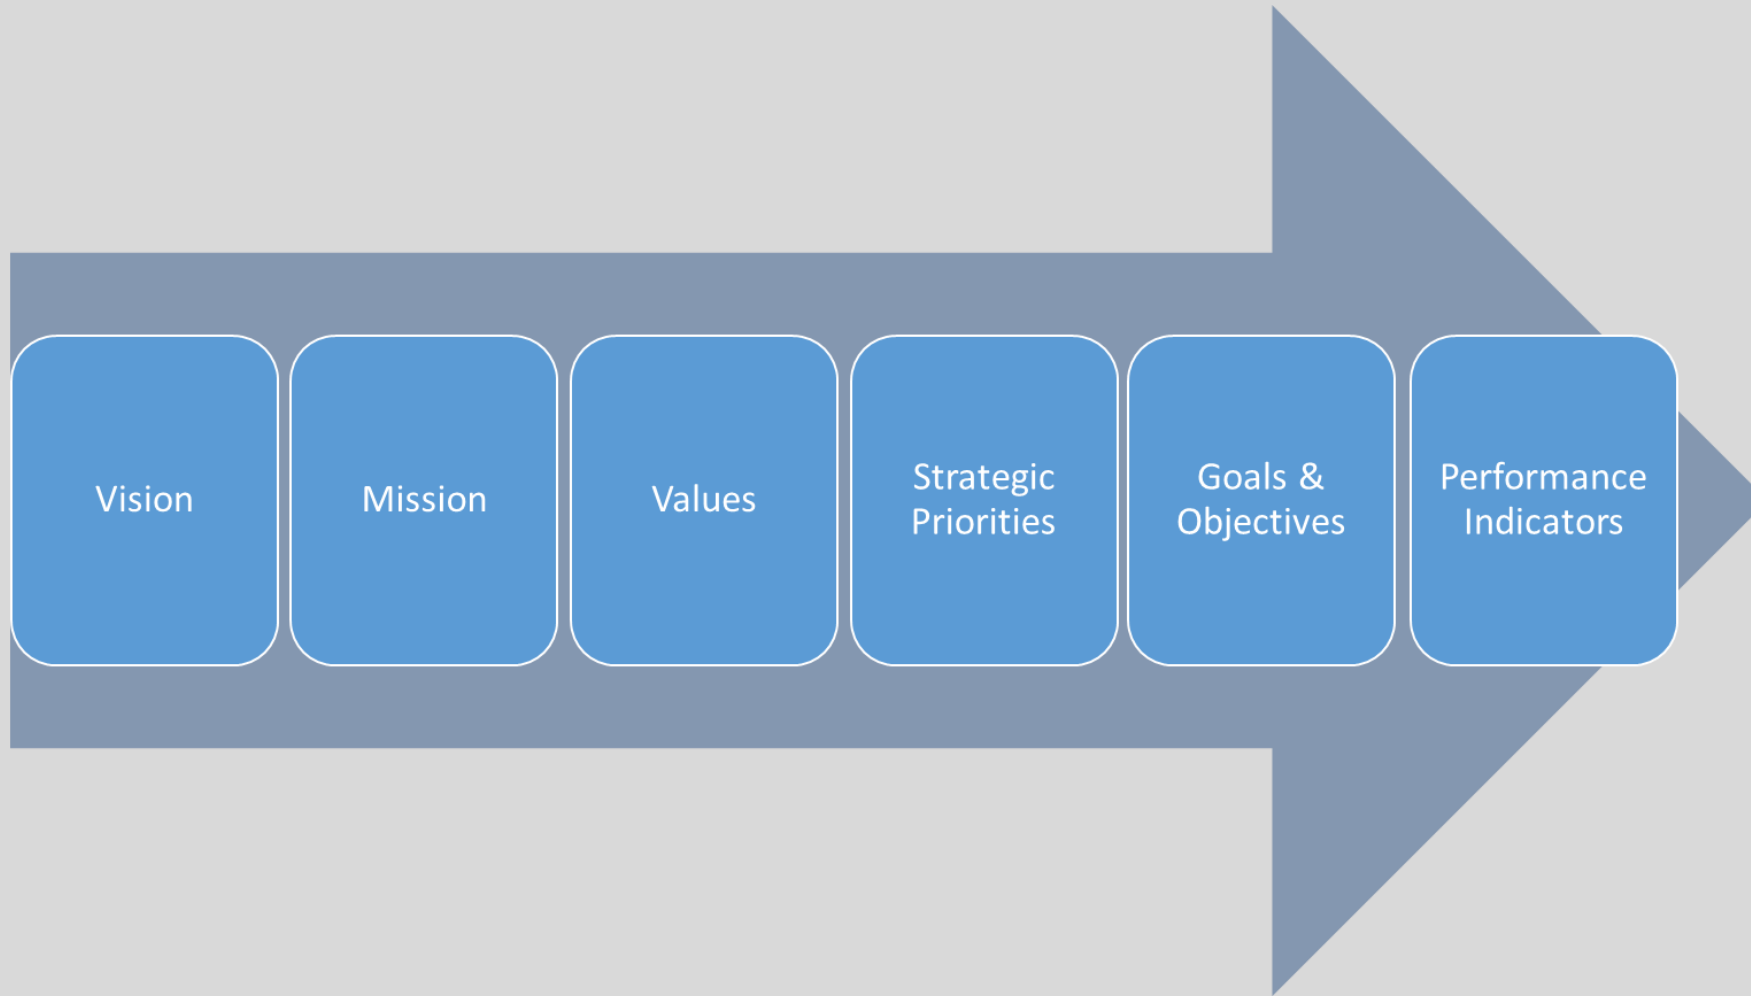 Vision
Mission
Values
Strategic
Priorities
Goals &
Objectives
Performance
Indicators